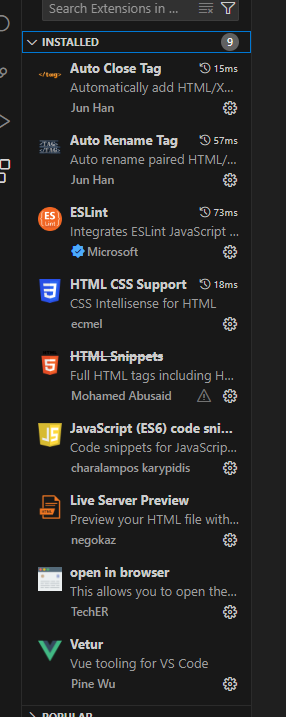 Search Extensions in ...
INSTALLED
9
Auto Close Tag
15ms
Automatically add HTML/X...
Jun Han
Auto Rename Tag
57ms
Auto rename paired HTML/...
Jun Han
ESLint
73ms
Integrates ESLint JavaScript ...
Microsoft
HTML CSS Support
18ms
CSS Intellisense for HTML
ecmel
HTML Snippets
Full HTML tags including H...
Mohamed Abusaid
JavaScript (ES6) code sni...
Code snippets for JavaScrip...
charalampos karypidis
Live Server Preview
Preview your HTML file with...
negokaz
open in browser
This allows you to open the...
TechER
Vetur
Vue tooling for VS Code
Pine Wu
POPULAR